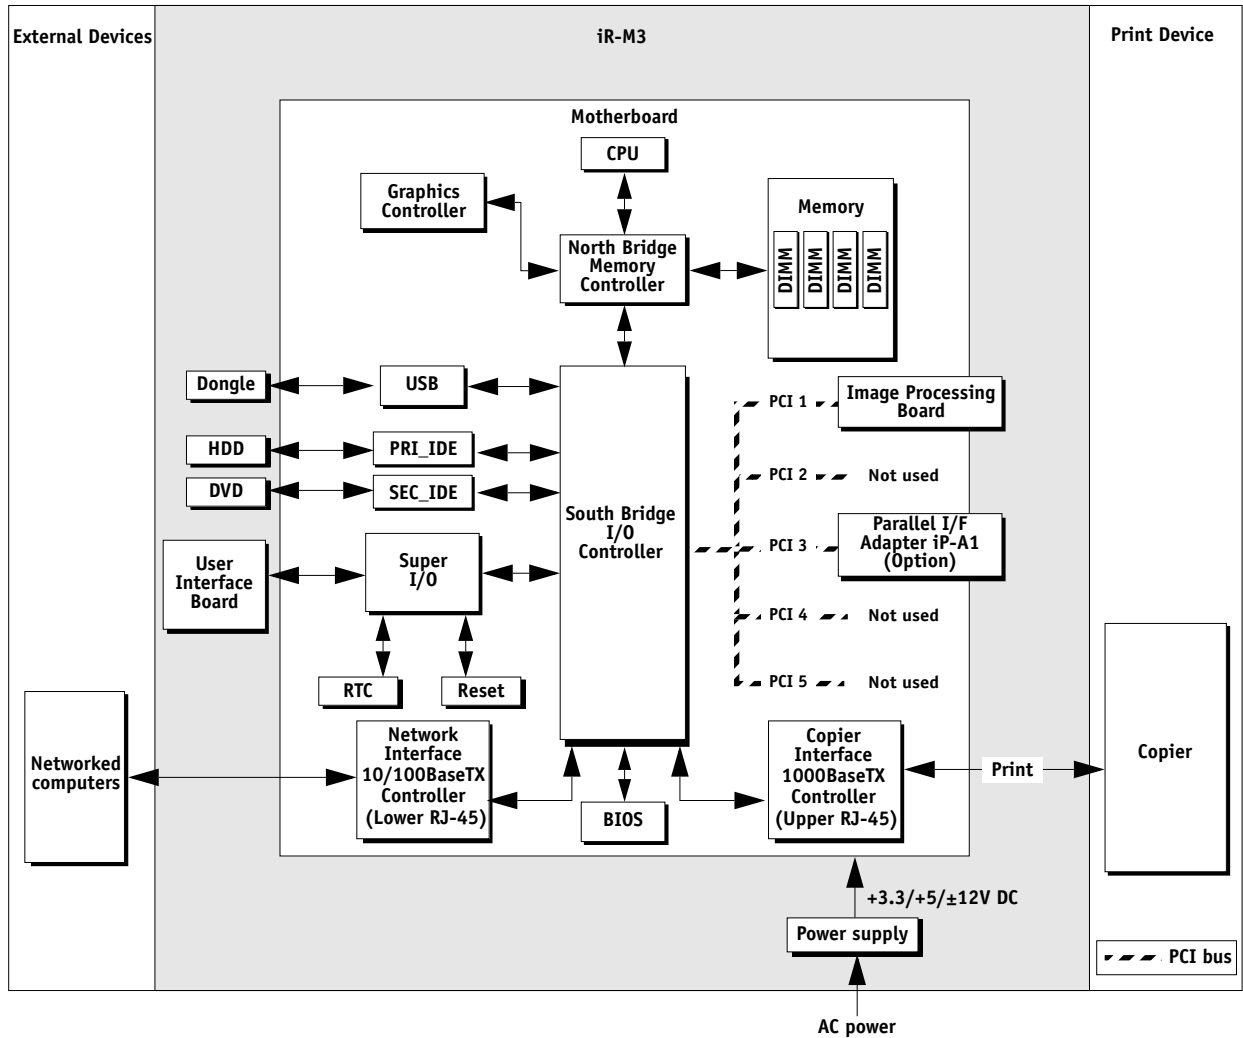 External Devices
iR-M3
Print Device
Motherboard
CPU
Graphics
Controller
Memory
DIMM
DIMM
DIMM
DIMM
North Bridge
Memory
Controller
Dongle
USB
HDD
PRI_IDE
DVD
SEC_IDE
User
Interface
Board
Super
I/O
RTC
Reset
South Bridge
I/O
Controller
PCI 1
Image Processing
Board
PCI 2
Not used
PCI 3
Parallel I/F
Adapter iP-A1
(Option)
PCI 4
Not used
PCI 5
Not used
Networked
computers
Network
Interface
10/100BaseTX
Controller
(Lower RJ-45)
BIOS
Copier
Interface
1000BaseTX
Controller
(Upper RJ-45)
Print
Copier
+3.3/+5/±12V DC
Power supply
AC power
PCI bus